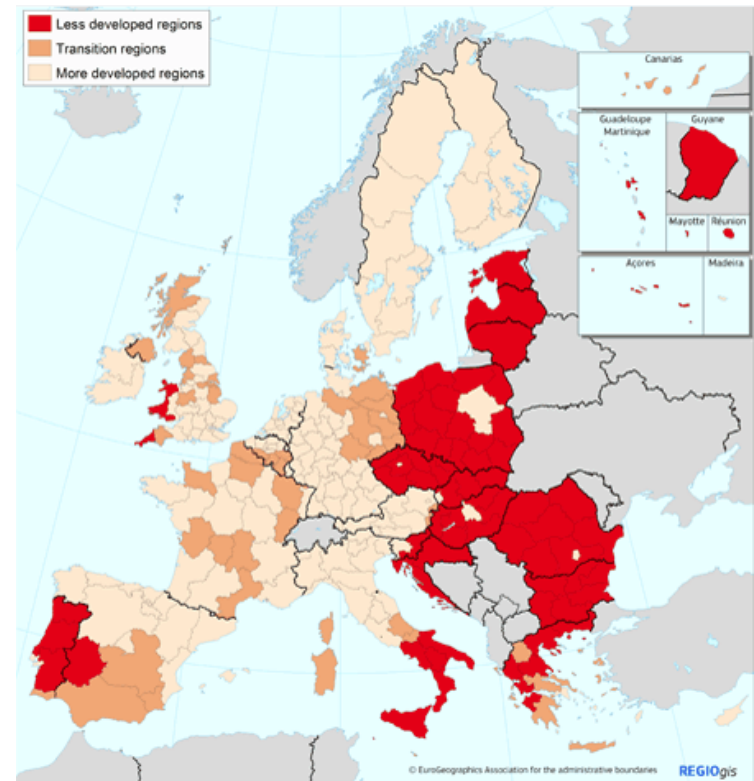 Less developed regions
Transition regions
More developed regions
Canarias
Guadeloupe
Martinique
Guyane
Mayotte
Réunion
Açores
Madeira
© EuroGeographics Association for the administrative boundaries
REGIOgis